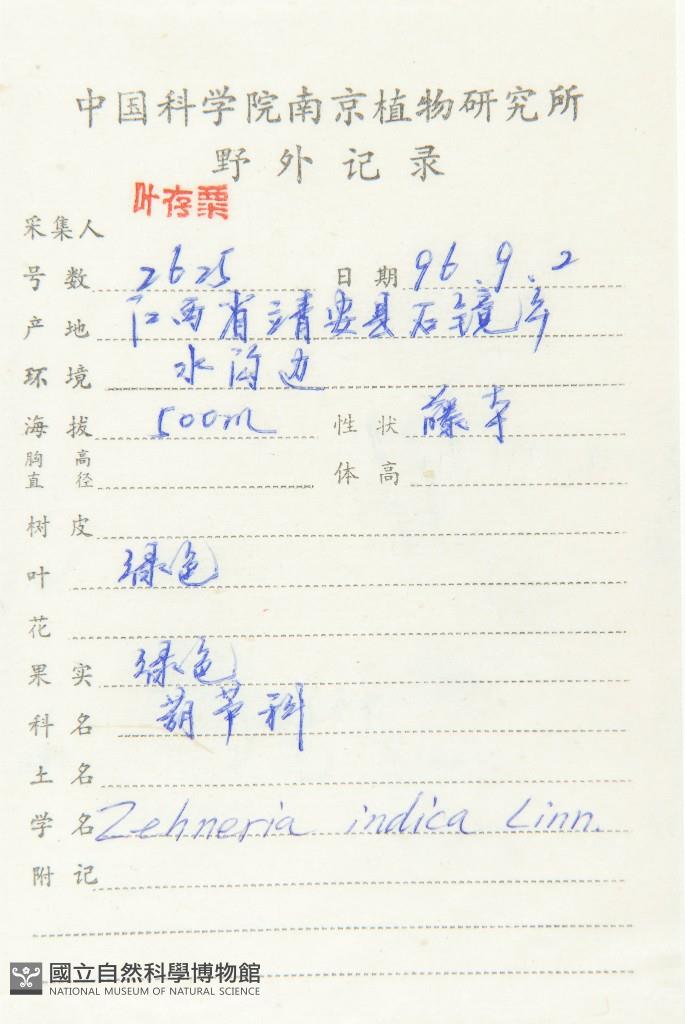 中国科学院南京植物研究所
野外记录
叶存粟
采集人
号数 2625 日期 96.9.2
产地 江西省靖安县石镜
环境 水沟边
海拔 500m 性状 藤本
胸高直径 体高
树皮
叶 绿色
花
果实 绿色
科名 葫芦科
土名
学名 Zehneria indica Linn.
附记
國立自然科學博物館
NATIONAL MUSEUM OF NATURAL SCIENCE